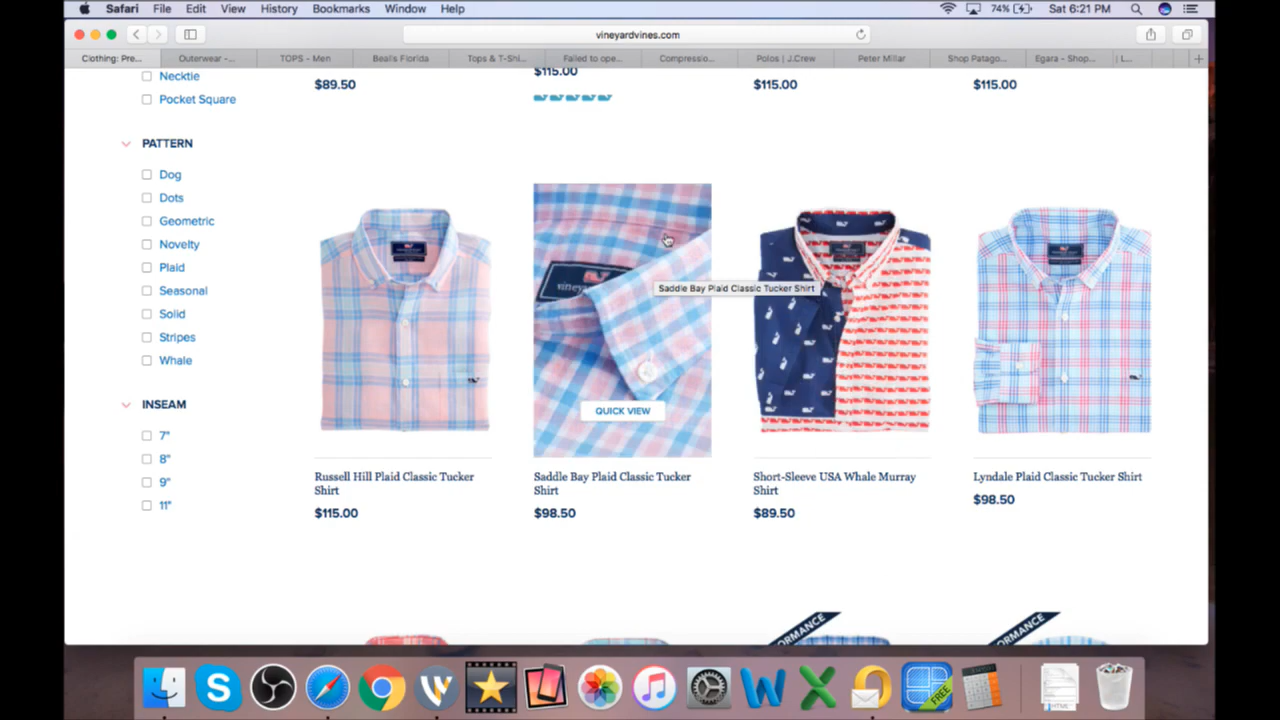 Safari File Edit View History Bookmarks Window Help
74% Sat 6:21 PM
vineyardvines.com
Clothing: Pre... Outerwear -... TOPS - Men Beall's Florida Tops & T-Shi... Failed to ope... Compressio... Polos | J.Crew Peter Millar Shop Patago... Egara - Shop... | L...
Necktie
Pocket Square
$89.50
$115.00
$115.00
$115.00
PATTERN
Dog
Dots
Geometric
Novelty
Plaid
Seasonal
Solid
Stripes
Whale
INSEAM
7"
8"
9"
11"
Saddle Bay Plaid Classic Tucker Shirt
QUICK VIEW
Russell Hill Plaid Classic Tucker
Shirt
$115.00
Saddle Bay Plaid Classic Tucker
Shirt
$98.50
Short-Sleeve USA Whale Murray
Shirt
$89.50
Lyndale Plaid Classic Tucker Shirt
$98.50
FREE
HTML